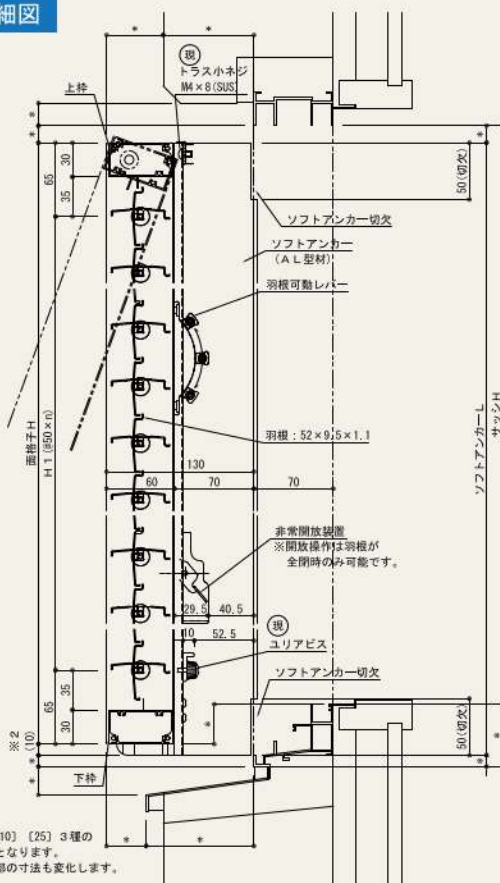 細図
現
トラス小ネジ
M4×8(SUS)
上枠
*
*
*
*
*
*
30
65
35
50(切欠)
ソフトアンカー切欠
ソフトアンカー
(AL型材)
羽根可動レバー
面格子H
H1(@50×n)
羽根:52×9.5×1.1
130
60
70
70
ソフトアンカーL
サッシH
非常開放装置
※開放操作は羽根が
全閉時のみ可能です。
29.5
40.5
10
52.5
現
ユリアビス
ソフトアンカー切欠
65
35
30
50(切欠)
※2
(10)
*
*
*
*
*
下枠
*
*
10〕〔25〕3種の
となります。
部の寸法も変化します。